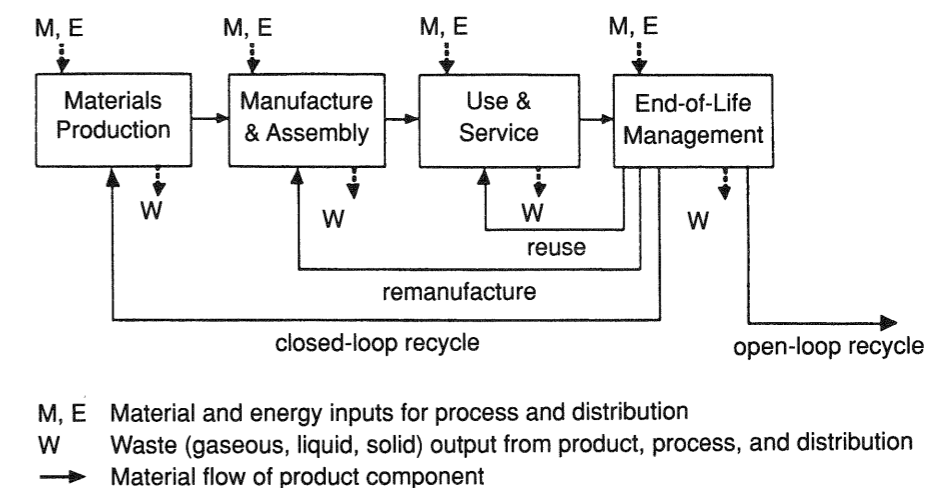 M, E
M, E
M, E
M, E
Materials
Production
Manufacture
& Assembly
Use &
Service
End-of-Life
Management
W
W
W
W
reuse
remanufacture
closed-loop recycle
open-loop recycle
M, E Material and energy inputs for process and distribution
W Waste (gaseous, liquid, solid) output from product, process, and distribution
Material flow of product component